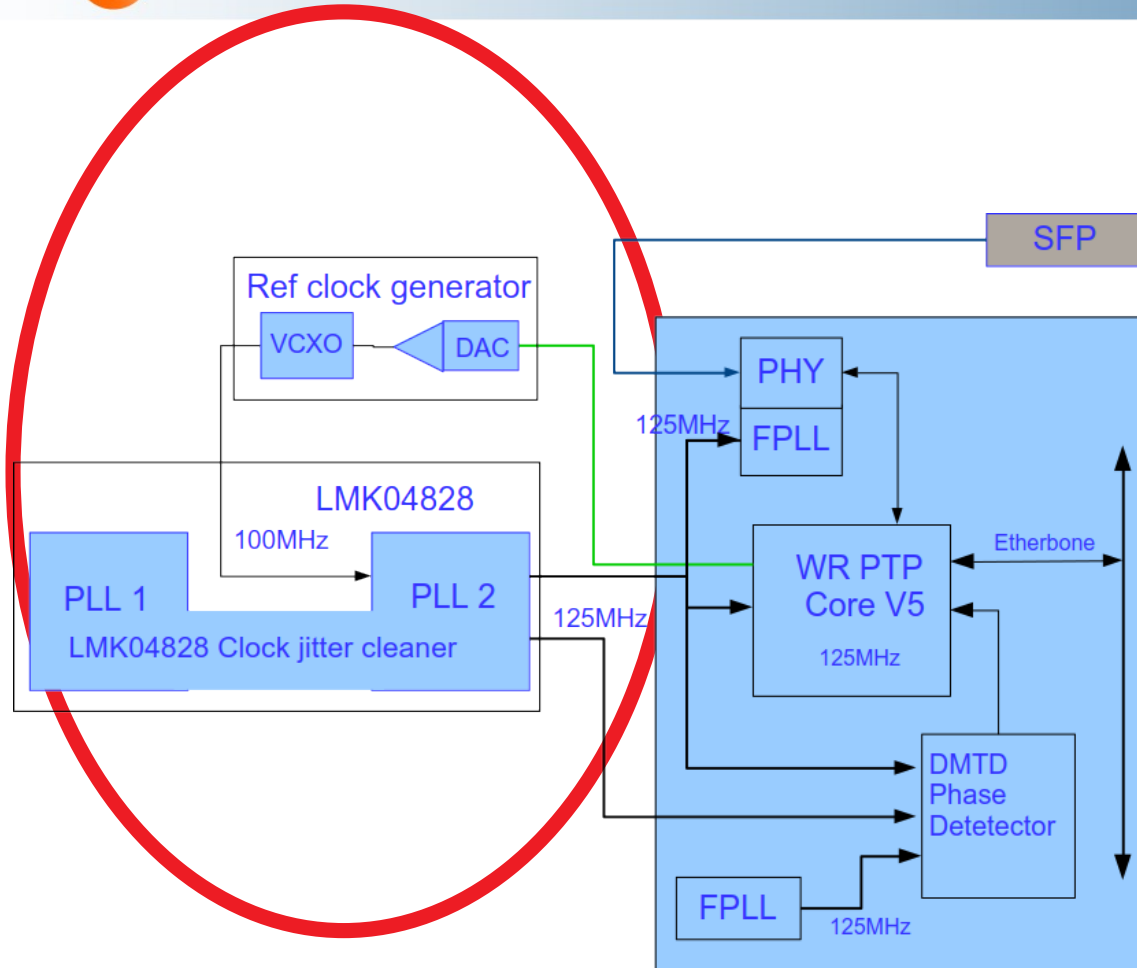 SFP
Ref clock generator
VCXO
DAC
PHY
125MHz
FPLL
LMK04828
100MHz
PLL 1
PLL 2
LMK04828 Clock jitter cleaner
125MHz
WR PTP
Core V5
125MHz
Etherbone
DMTD
Phase
Detetector
FPLL
125MHz